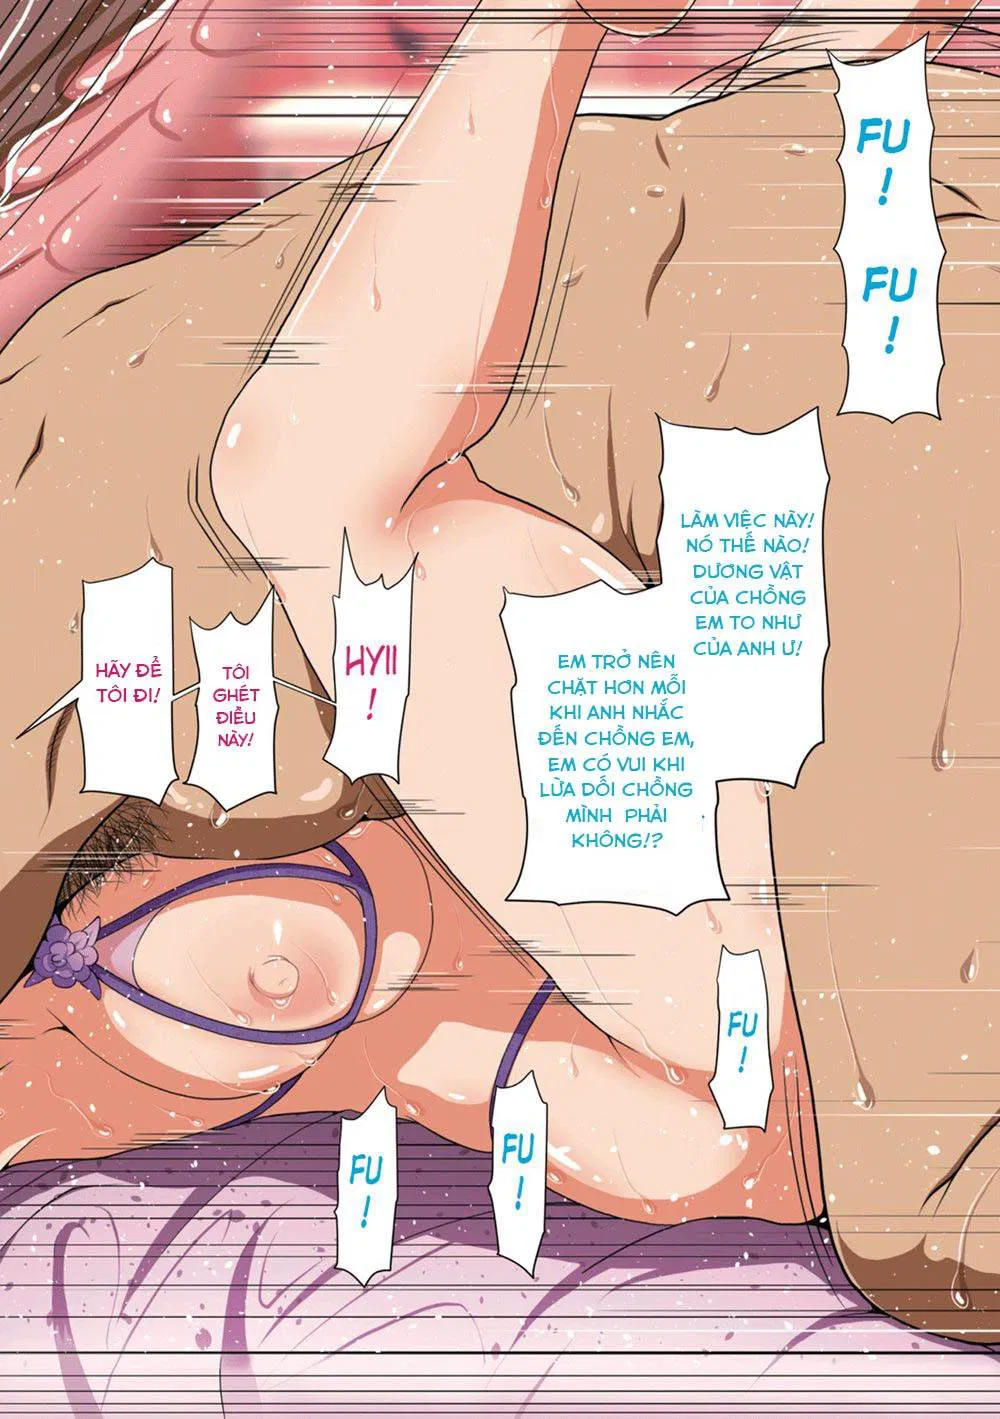 FU
!
FU
!
LÀM VIỆC NÀY!
NÓ THẾ NÀO!
DƯƠNG VẬT
CỦA CHỒNG
EM TO NHƯ
CỦA ANH Ư!
EM TRỞ NÊN
CHẶT HƠN MỖI
KHI ANH NHẮC
ĐẾN CHỒNG EM,
EM CÓ VUI KHI
LỪA DỐI CHỒNG
MÌNH PHẢI
KHÔNG!?
HYII
!
TÔI
GHÉT
ĐIỀU
NÀY!
HÃY ĐỂ
TÔI ĐI!
FU
!
FU
!
FU
!